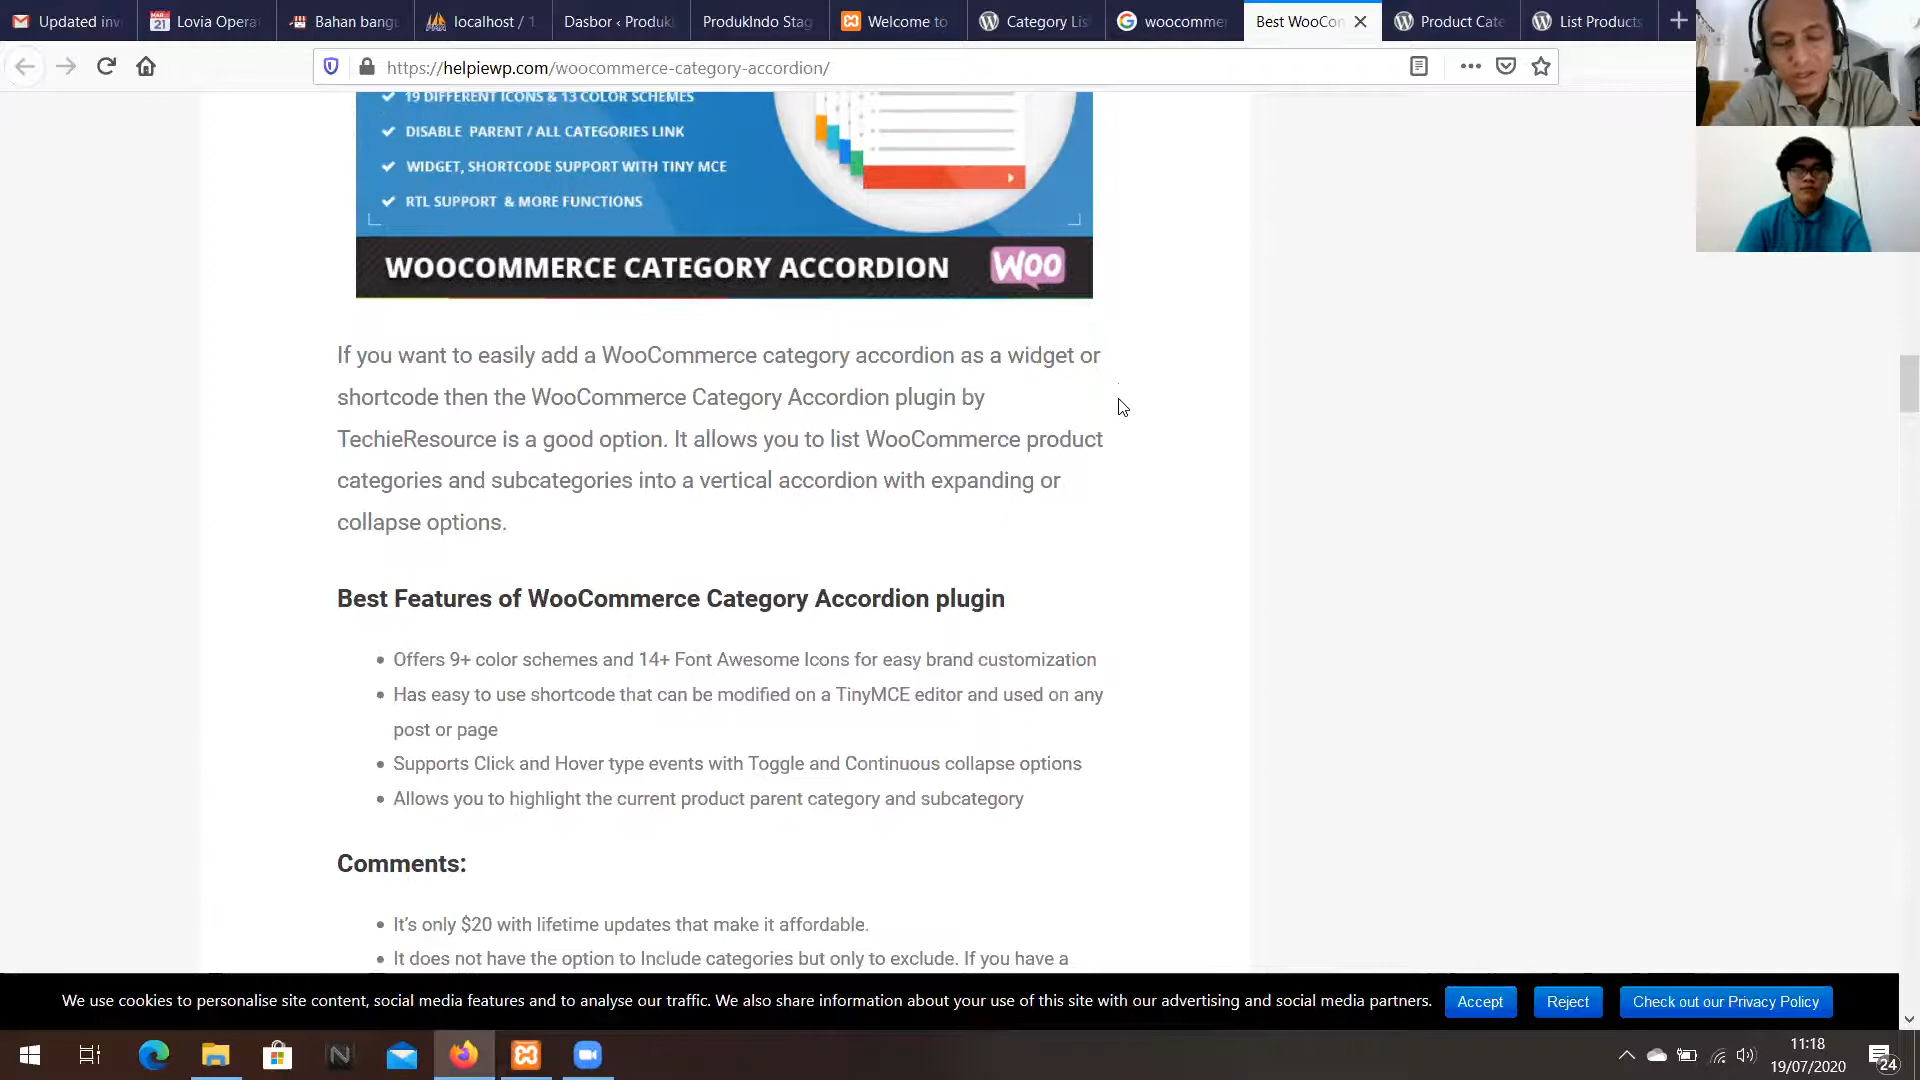 Updated inv
Lovia Opera
Bahan bangu
localhost / 1
Dasbor ‹ Produkl
ProdukIndo Stag
Welcome to
Category Lis
woocommer
Best WooCon
Product Cate
List Products
https://helpiewp.com/woocommerce-category-accordion/
19 DIFFERENT ICONS & 13 COLOR SCHEMES
DISABLE PARENT / ALL CATEGORIES LINK
WIDGET, SHORTCODE SUPPORT WITH TINY MCE
RTL SUPPORT & MORE FUNCTIONS
WOOCOMMERCE CATEGORY ACCORDION
WOO
If you want to easily add a WooCommerce category accordion as a widget or
shortcode then the WooCommerce Category Accordion plugin by
TechieResource is a good option. It allows you to list WooCommerce product
categories and subcategories into a vertical accordion with expanding or
collapse options.
Best Features of WooCommerce Category Accordion plugin
Offers 9+ color schemes and 14+ Font Awesome Icons for easy brand customization
Has easy to use shortcode that can be modified on a TinyMCE editor and used on any
post or page
Supports Click and Hover type events with Toggle and Continuous collapse options
Allows you to highlight the current product parent category and subcategory
Comments:
It's only $20 with lifetime updates that make it affordable.
It does not have the option to Include categories but only to exclude. If you have a
We use cookies to personalise site content, social media features and to analyse our traffic. We also share information about your use of this site with our advertising and social media partners.
Accept
Reject
Check out our Privacy Policy
11:18
19/07/2020
24